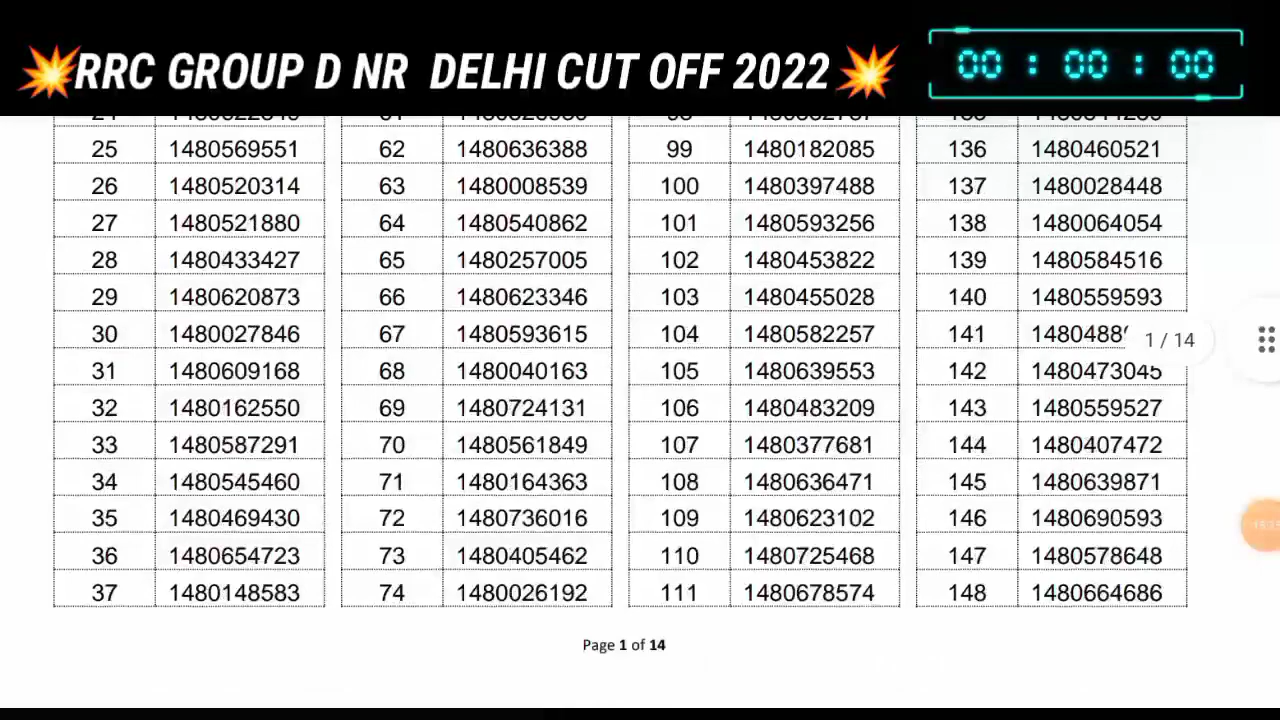 RRC GROUP D NR DELHI CUT OFF 2022
00 : 00 : 00
25 1480569551 62 1480636388 99 1480182085 136 1480460521
26 1480520314 63 1480008539 100 1480397488 137 1480028448
27 1480521880 64 1480540862 101 1480593256 138 1480064054
28 1480433427 65 1480257005 102 1480453822 139 1480584516
29 1480620873 66 1480623346 103 1480455028 140 1480559593
30 1480027846 67 1480593615 104 1480582257 141 1 / 14
31 1480609168 68 1480040163 105 1480639553 142 1480473045
32 1480162550 69 1480724131 106 1480483209 143 1480559527
33 1480587291 70 1480561849 107 1480377681 144 1480407472
34 1480545460 71 1480164363 108 1480636471 145 1480639871
35 1480469430 72 1480736016 109 1480623102 146 1480690593
36 1480654723 73 1480405462 110 1480725468 147 1480578648
37 1480148583 74 1480026192 111 1480678574 148 1480664686
Page 1 of 14